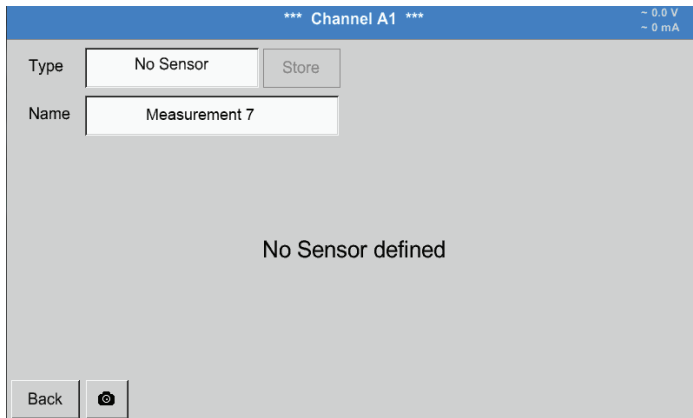 *** Channel A1 ***
~ 0.0 V
~ 0 mA
Type No Sensor Store
Name Measurement 7
No Sensor defined
Back